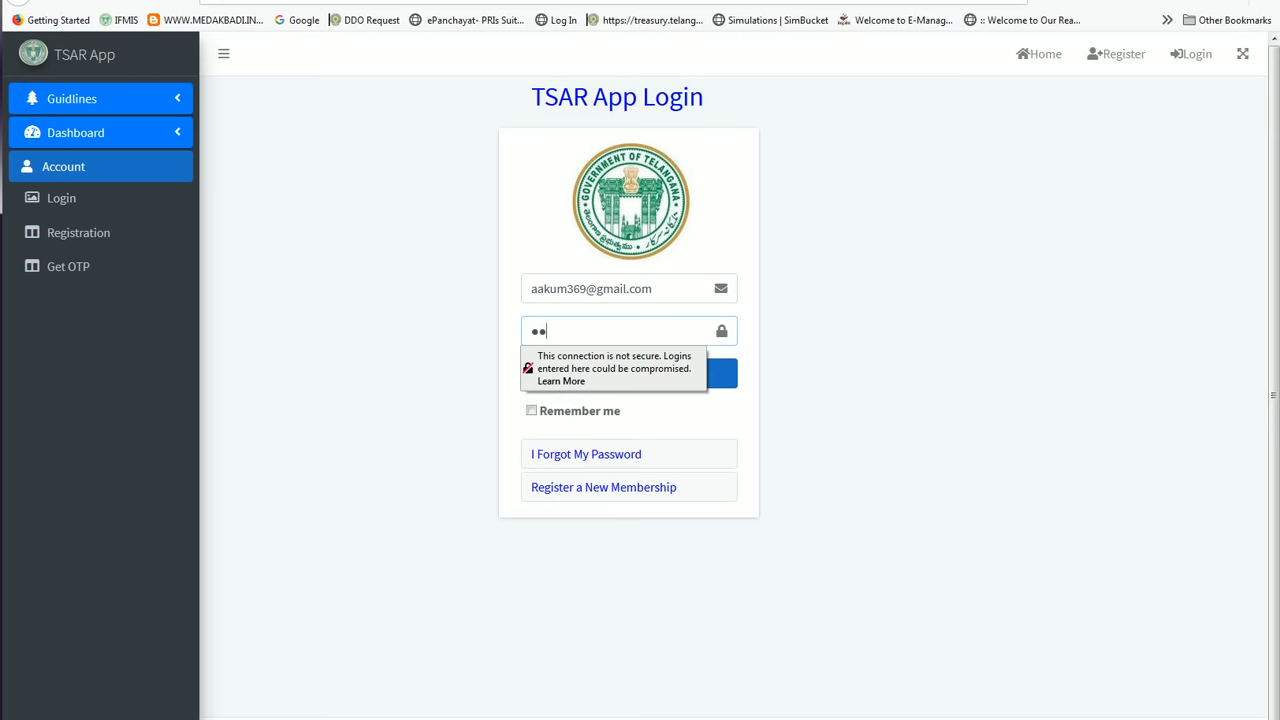 Getting Started IFMIS WWW.MEDAKBADI.IN... Google DDO Request ePanchayat- PRIs Suit... Log In https://treasury.telang... Simulations | SimBucket Welcome to E-Manag... :: Welcome to Our Rea... Other Bookmarks
TSAR App
Home Register Login
TSAR App Login
Guidlines
Dashboard
Account
Login
Registration
Get OTP
GOVERNMENT OF TELANGANA
aakum369@gmail.com
This connection is not secure. Logins
entered here could be compromised.
Learn More
Remember me
I Forgot My Password
Register a New Membership